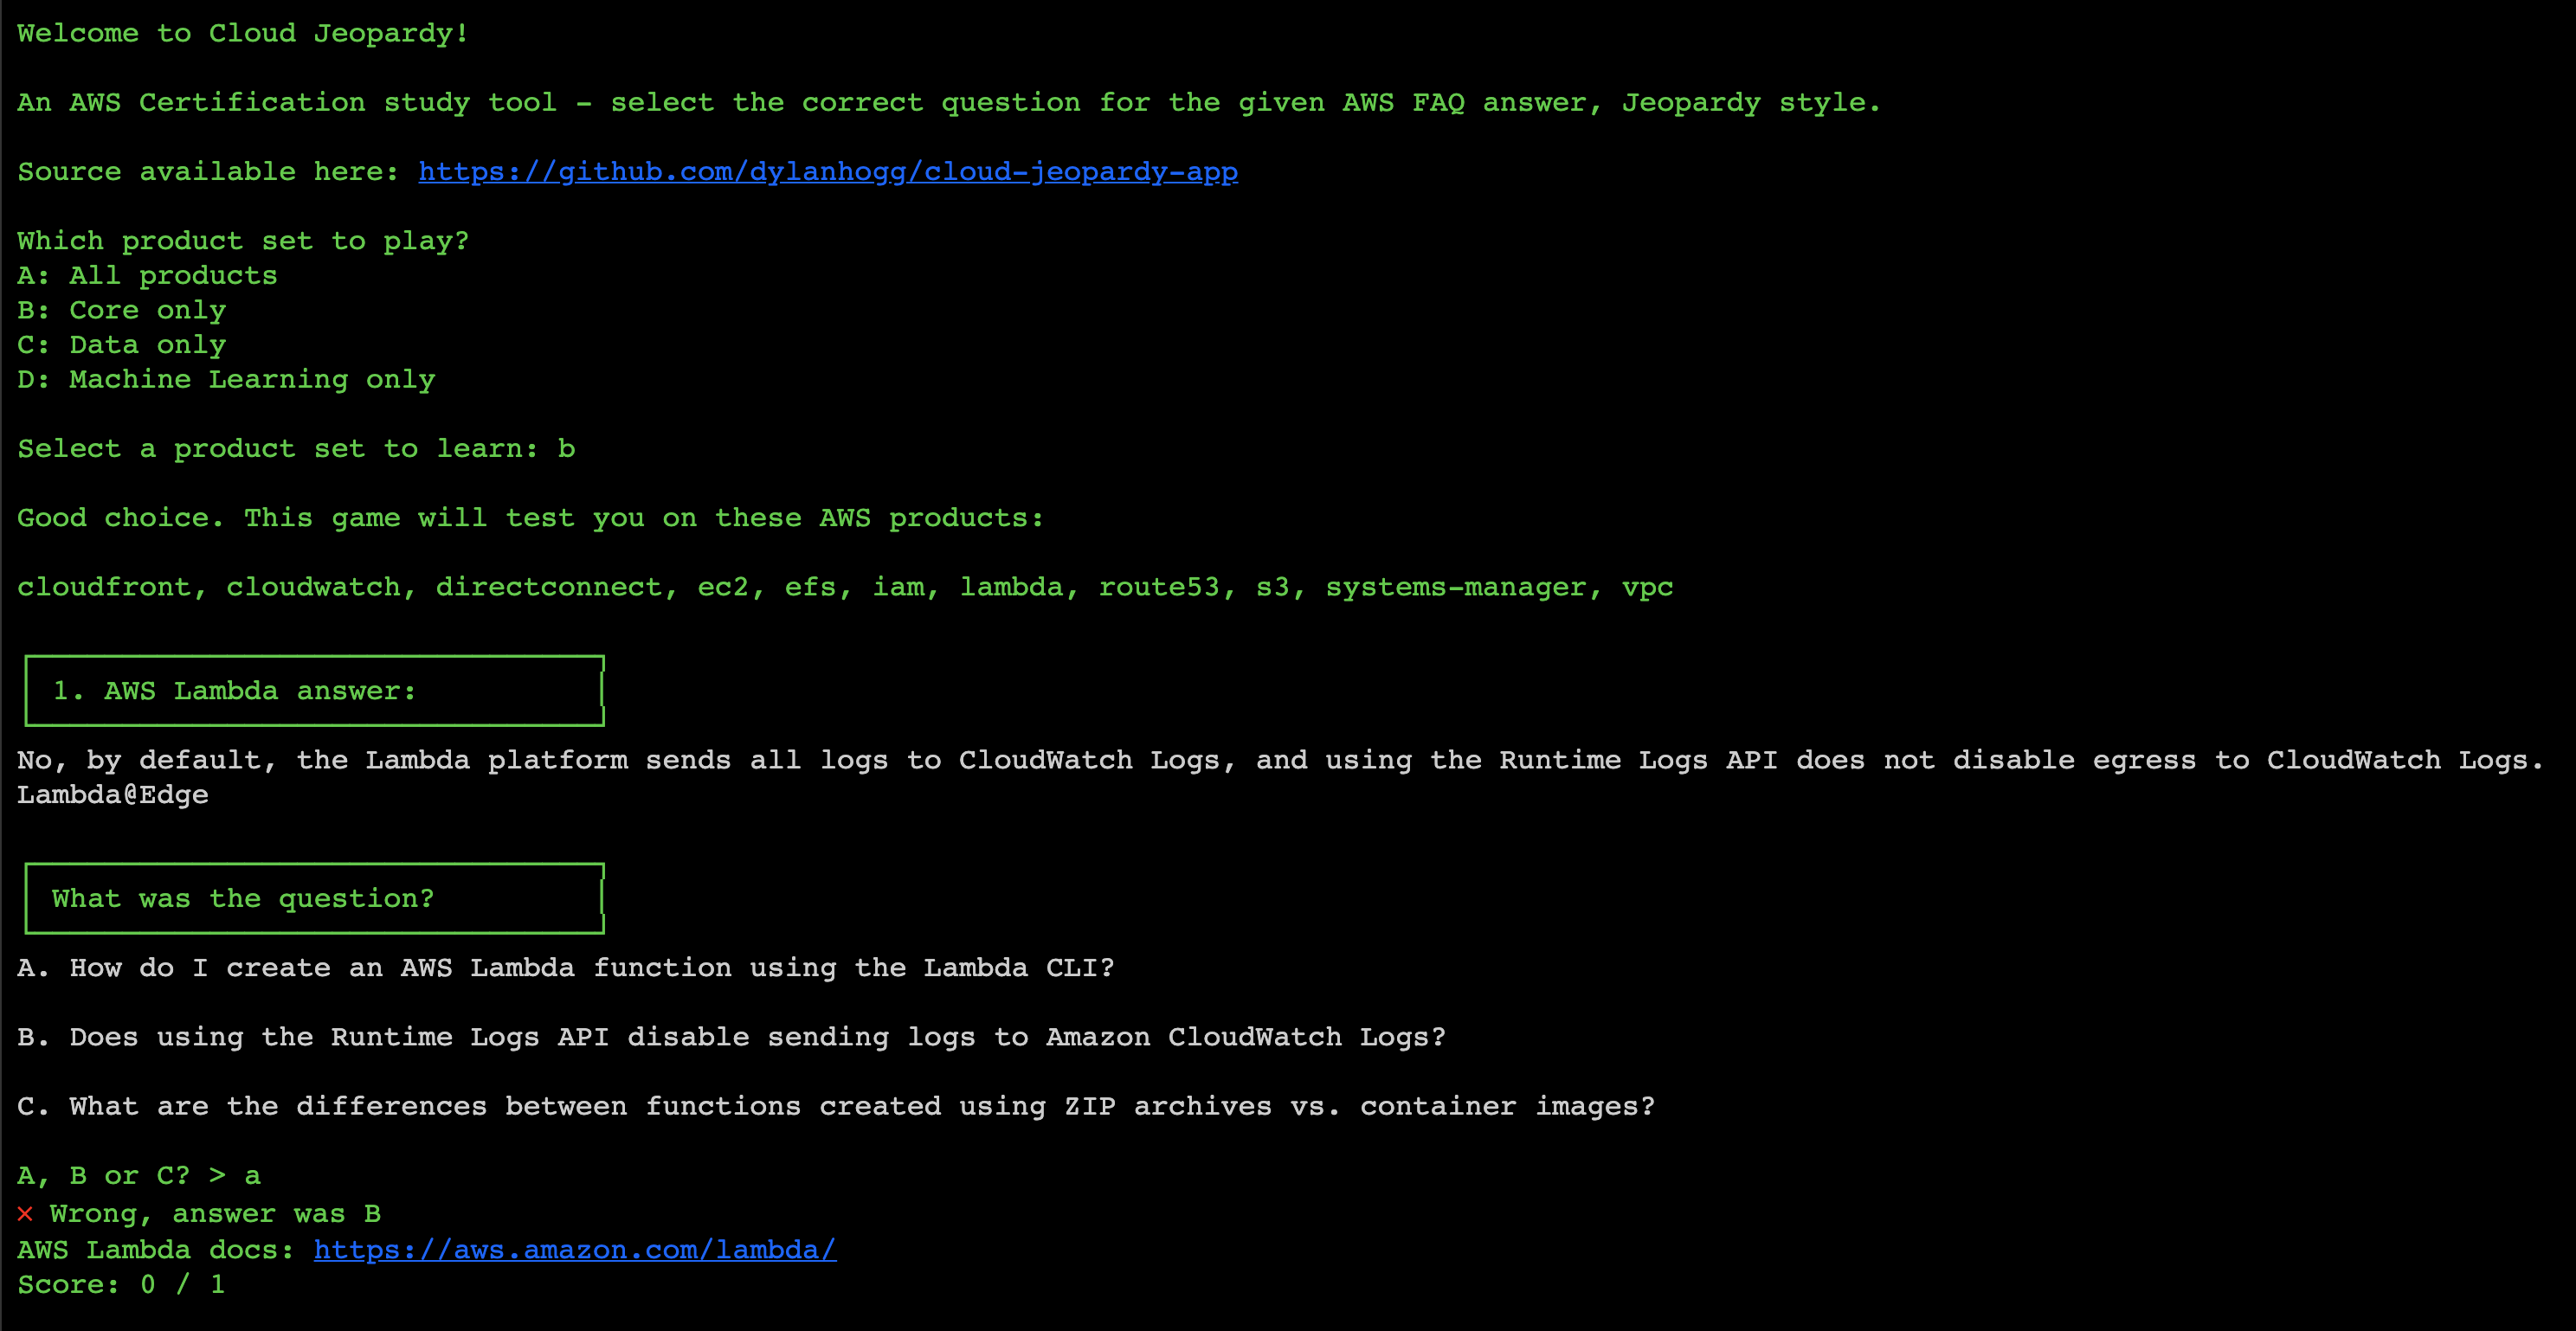 Welcome to Cloud Jeopardy!
An AWS Certification study tool - select the correct question for the given AWS FAQ answer, Jeopardy style.
Source available here: https://github.com/dylanhogg/cloud-jeopardy-app
Which product set to play?
A: All products
B: Core only
C: Data only
D: Machine Learning only
Select a product set to learn: b
Good choice. This game will test you on these AWS products:
cloudfront, cloudwatch, directconnect, ec2, efs, iam, lambda, route53, s3, systems-manager, vpc
1. AWS Lambda answer:
No, by default, the Lambda platform sends all logs to CloudWatch Logs, and using the Runtime Logs API does not disable egress to CloudWatch Logs.
Lambda@Edge
What was the question?
A. How do I create an AWS Lambda function using the Lambda CLI?
B. Does using the Runtime Logs API disable sending logs to Amazon CloudWatch Logs?
C. What are the differences between functions created using ZIP archives vs. container images?
A, B or C? > a
✕ Wrong, answer was B
AWS Lambda docs: https://aws.amazon.com/lambda/
Score: 0 / 1